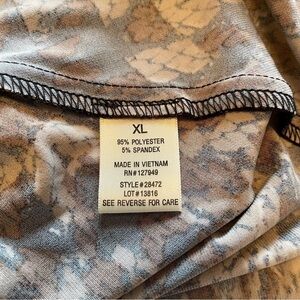 XL
95% POLYESTER
5% SPANDEX
MADE IN VIETNAM
RN#127949
STYLE#28472
LOT#13816
SEE REVERSE FOR CARE